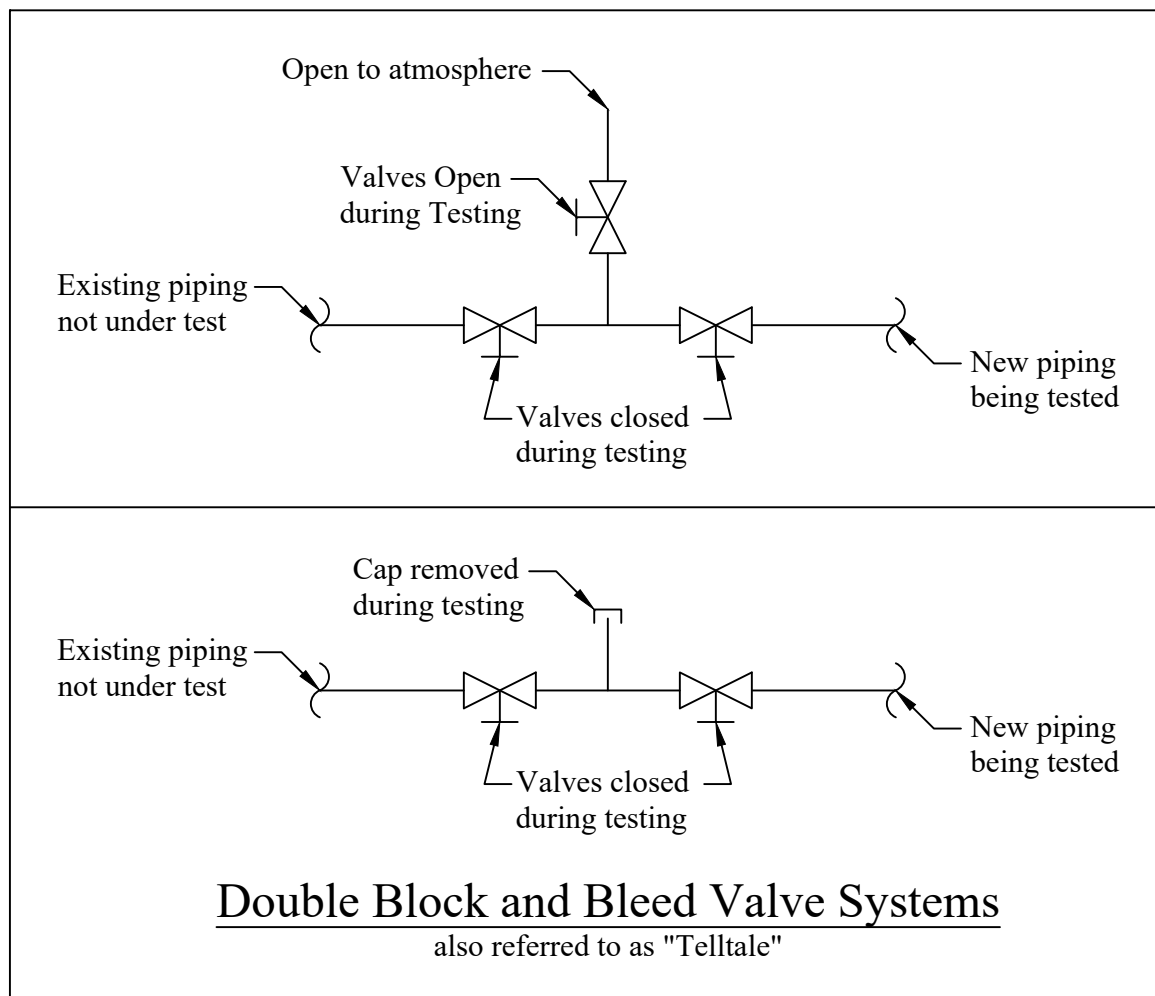 Open to atmosphere
Valves Open
during Testing
Existing piping
not under test
New piping
being tested
Valves closed
during testing
Cap removed
during testing
Existing piping
not under test
New piping
being tested
Valves closed
during testing
Double Block and Bleed Valve Systems
also referred to as "Telltale"